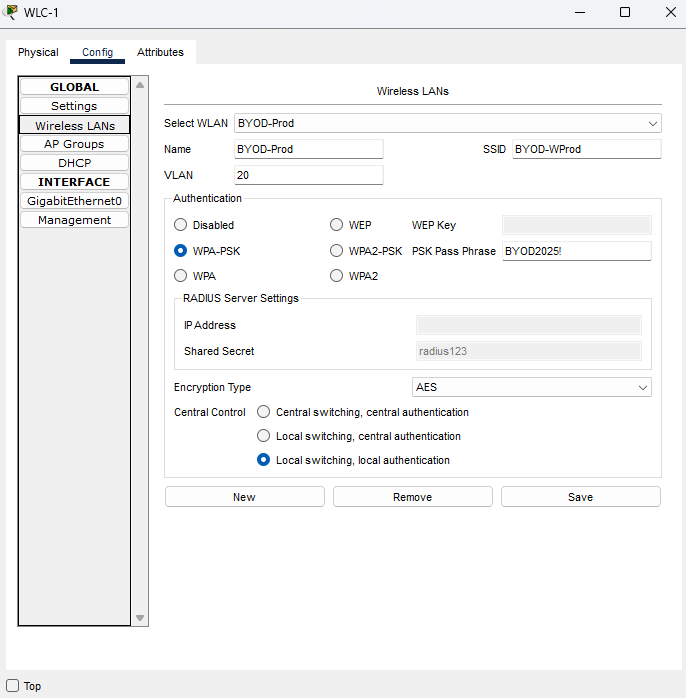 WLC-1
Physical Config Attributes
GLOBAL
Settings
Wireless LANs
AP Groups
DHCP
INTERFACE
GigabitEthernet0
Management
Wireless LANs
Select WLAN BYOD-Prod
Name BYOD-Prod SSID BYOD-WProd
VLAN 20
Authentication
Disabled WEP WEP Key
WPA-PSK WPA2-PSK PSK Pass Phrase BYOD2025!
WPA WPA2
RADIUS Server Settings
IP Address
Shared Secret radius123
Encryption Type AES
Central Control Central switching, central authentication
Local switching, central authentication
Local switching, local authentication
New Remove Save
Top